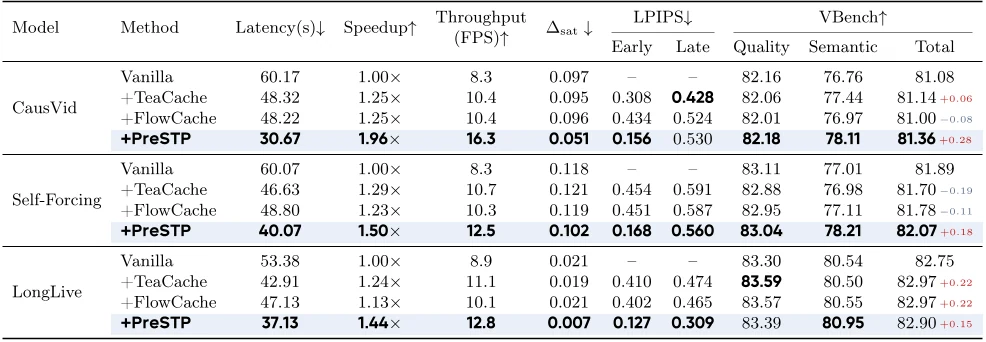 Model Method Latency(s)↓ Speedup↑ Throughput (FPS)↑ Δsat ↓ LPIPS↓ VBench↑
Early Late Quality Semantic Total
CausVid
Vanilla 60.17 1.00× 8.3 0.097 – – 82.16 76.76 81.08
+TeaCache 48.32 1.25× 10.4 0.095 0.308 0.428 82.06 77.44 81.14 +0.06
+FlowCache 48.22 1.25× 10.4 0.096 0.434 0.524 82.01 76.97 81.00 −0.08
+PreSTP 30.67 1.96× 16.3 0.051 0.156 0.530 82.18 78.11 81.36 +0.28
Self-Forcing
Vanilla 60.07 1.00× 8.3 0.118 – – 83.11 77.01 81.89
+TeaCache 46.63 1.29× 10.7 0.121 0.454 0.591 82.88 76.98 81.70 −0.19
+FlowCache 48.80 1.23× 10.3 0.119 0.451 0.587 82.95 77.11 81.78 −0.11
+PreSTP 40.07 1.50× 12.5 0.102 0.168 0.560 83.04 78.21 82.07 +0.18
LongLive
Vanilla 53.38 1.00× 8.9 0.021 – – 83.30 80.54 82.75
+TeaCache 42.91 1.24× 11.1 0.019 0.410 0.474 83.59 80.50 82.97 +0.22
+FlowCache 47.13 1.13× 10.1 0.021 0.402 0.465 83.57 80.55 82.97 +0.22
+PreSTP 37.13 1.44× 12.8 0.007 0.127 0.309 83.39 80.95 82.90 +0.15